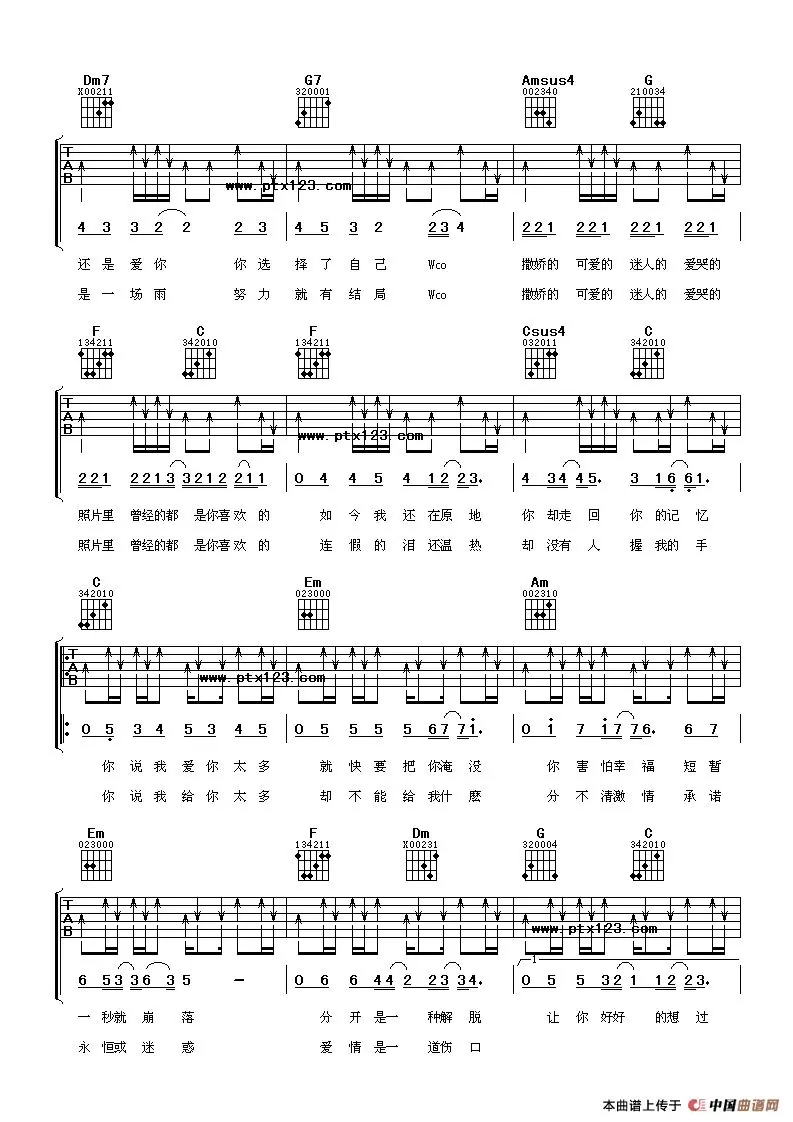 Dm7 G7 Amsus4 G
X00211 320001 002340 210034
T A B
www.ptx123.com
4 3 3 2 2 2 3 4 5 3 2 2 3 4 2 2 1 2 2 1 2 2 1 2 2 1
还是爱你 你选 择了自己 Wco 撒娇的 可爱的 迷人的 爱哭的
是一场雨 努力 就有结局 Wco 撒娇的 可爱的 迷人的 爱哭的
F C F Csus4 C
134211 342010 134211 032011 342010
T A B
www.ptx123.com
2 2 1 2 2 1 3 3 2 1 2 2 1 1 0 4 4 5 4 1 2 2 3. 4 3 4 4 5. 3 1 6 6 1.
照片里 曾经的都 是你喜欢的 如今我 还在原地 你却走回 你的记忆
照片里 曾经的都 是你喜欢的 连假的泪还温热 却没有人 握我的手
C Em Am
342010 023000 002310
T A B
www.ptx123.com
0 5 3 4 5 3 4 5 0 5 5 5 5 6 7 7 1. 0 1 7 1 7 7 6. 6 7
你说我爱你太多 就快要把你淹没 你害怕幸福短暂
你说我给你太多 却不能给我什麽 分不清激情承诺
Em F Dm G C
023000 134211 X00231 320004 342010
T A B
www.ptx123.com
1
6 5 3 3 3 6 3 5 - 0 6 6 4 4 2 3 3 4. 0 5 5 3 2 1 1 2 2 3.
一秒就崩落 分开是一种解脱 让你好好的想过
永恒或迷惑 爱情是一道伤口
本曲谱上传于 中国曲谱网